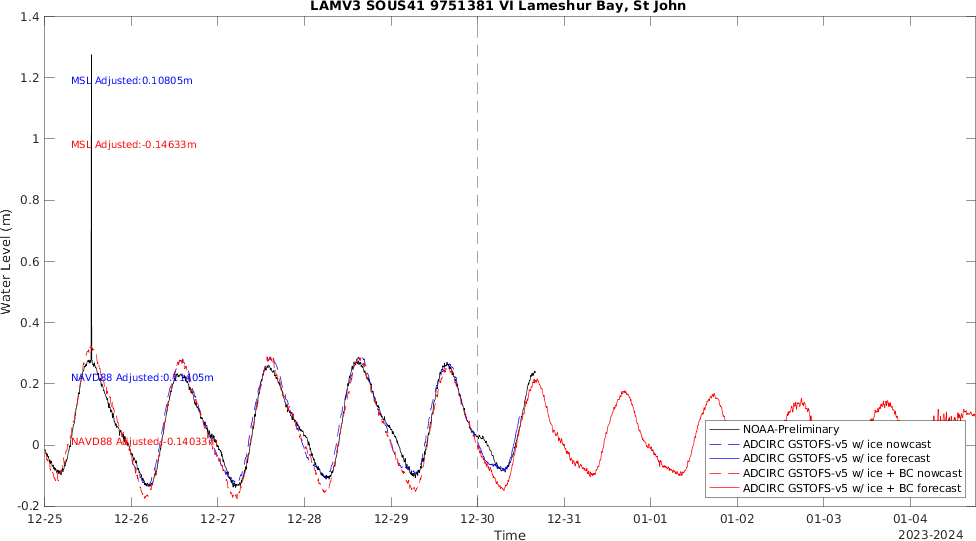 LAMV3 SOUS41 9751381 VI Lameshur Bay, St John
1.4
1.2
1
0.8
0.6
0.4
0.2
0
-0.2
Water Level (m)
MSL Adjusted:0.10805m
MSL Adjusted:-0.14633m
NAVD88 Adjusted:0.11405m
NAVD88 Adjusted:-0.14033m
NOAA-Preliminary
ADCIRC GSTOFS-v5 w/ ice nowcast
ADCIRC GSTOFS-v5 w/ ice forecast
ADCIRC GSTOFS-v5 w/ ice + BC nowcast
ADCIRC GSTOFS-v5 w/ ice + BC forecast
12-25 12-26 12-27 12-28 12-29 12-30 12-31 01-01 01-02 01-03 01-04
Time
2023-2024